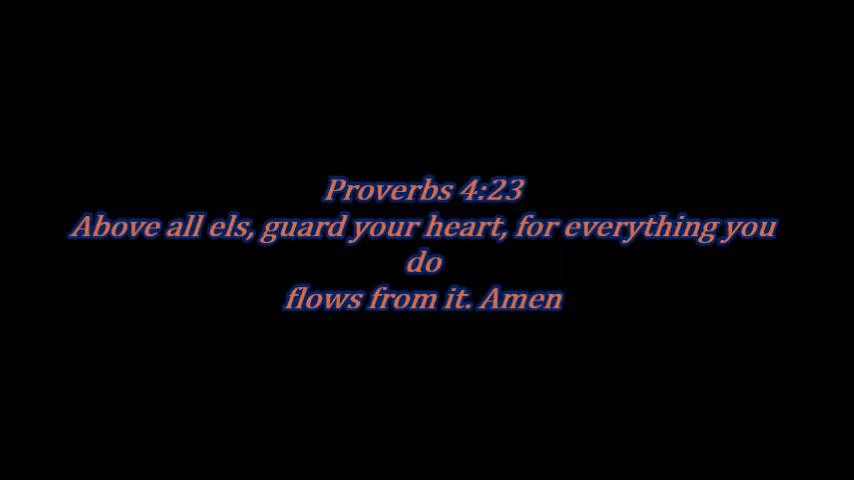 Proverbs 4:23
Above all els, guard your heart, for everything you
do
flows from it. Amen